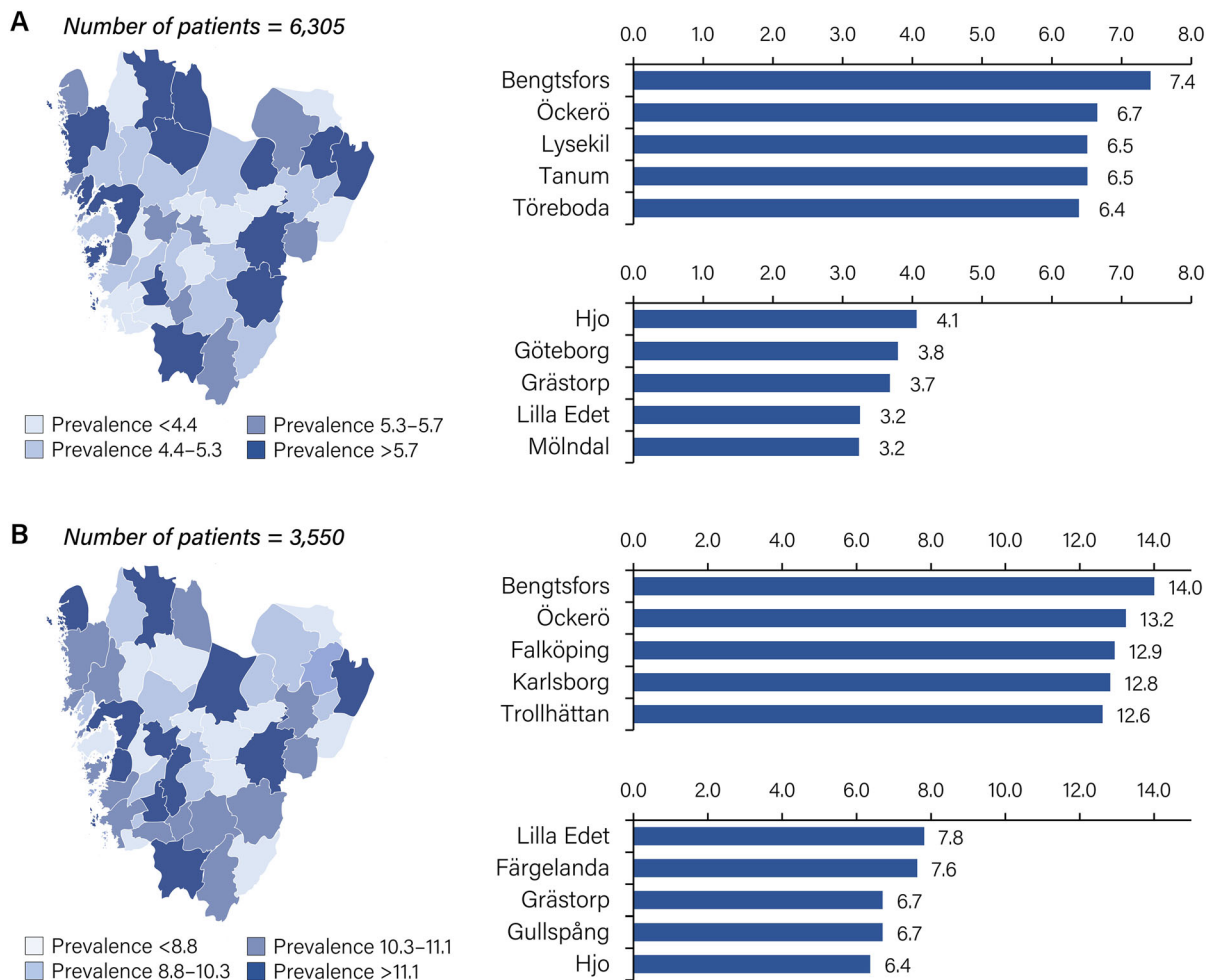 A
Number of patients = 6,305
Prevalence <4.4
Prevalence 5.3–5.7
Prevalence 4.4–5.3
Prevalence >5.7
0.0 1.0 2.0 3.0 4.0 5.0 6.0 7.0 8.0
Bengtsfors 7.4
Öckerö 6.7
Lysekil 6.5
Tanum 6.5
Töreboda 6.4
0.0 1.0 2.0 3.0 4.0 5.0 6.0 7.0 8.0
Hjo 4.1
Göteborg 3.8
Grästorp 3.7
Lilla Edet 3.2
Mölndal 3.2
B
Number of patients = 3,550
Prevalence <8.8
Prevalence 10.3–11.1
Prevalence 8.8–10.3
Prevalence >11.1
0.0 2.0 4.0 6.0 8.0 10.0 12.0 14.0
Bengtsfors 14.0
Öckerö 13.2
Falköping 12.9
Karlsborg 12.8
Trollhättan 12.6
0.0 2.0 4.0 6.0 8.0 10.0 12.0 14.0
Lilla Edet 7.8
Färgelanda 7.6
Grästorp 6.7
Gullspång 6.7
Hjo 6.4